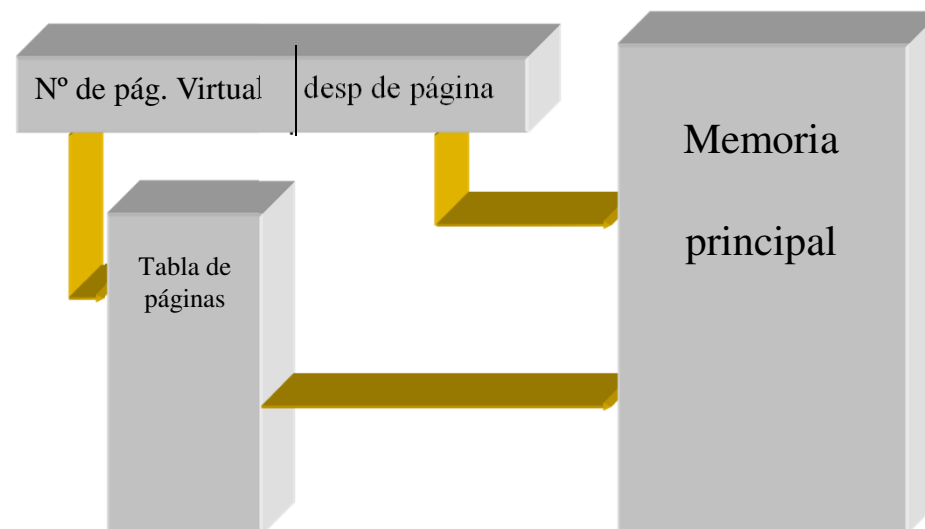 Nº de pág. Virtual
desp de página
Memoria
principal
Tabla de
páginas